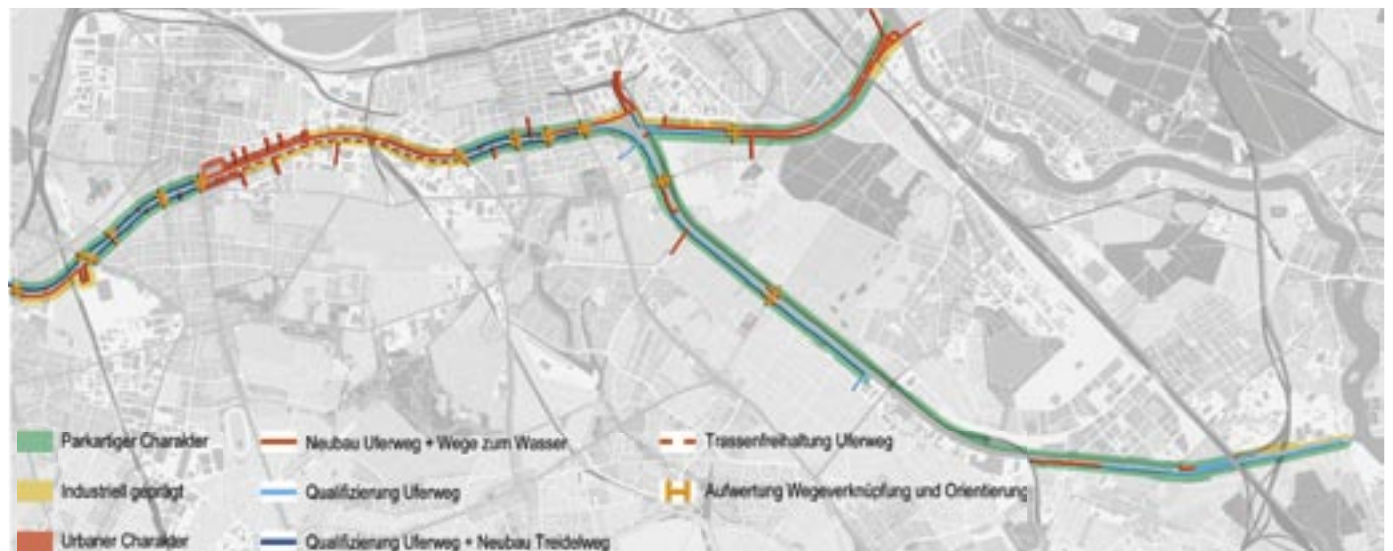 Parkartiger Charakter
Neubau Uferweg + Wege zum Wasser
Trassenfreihaltung Uferweg
Industriell geprägt
Qualifizierung Uferweg
Aufwertung Wegeverknüpfung und Orientierung
Urbaner Charakter
Qualifizierung Uferweg + Neubau Treidelweg